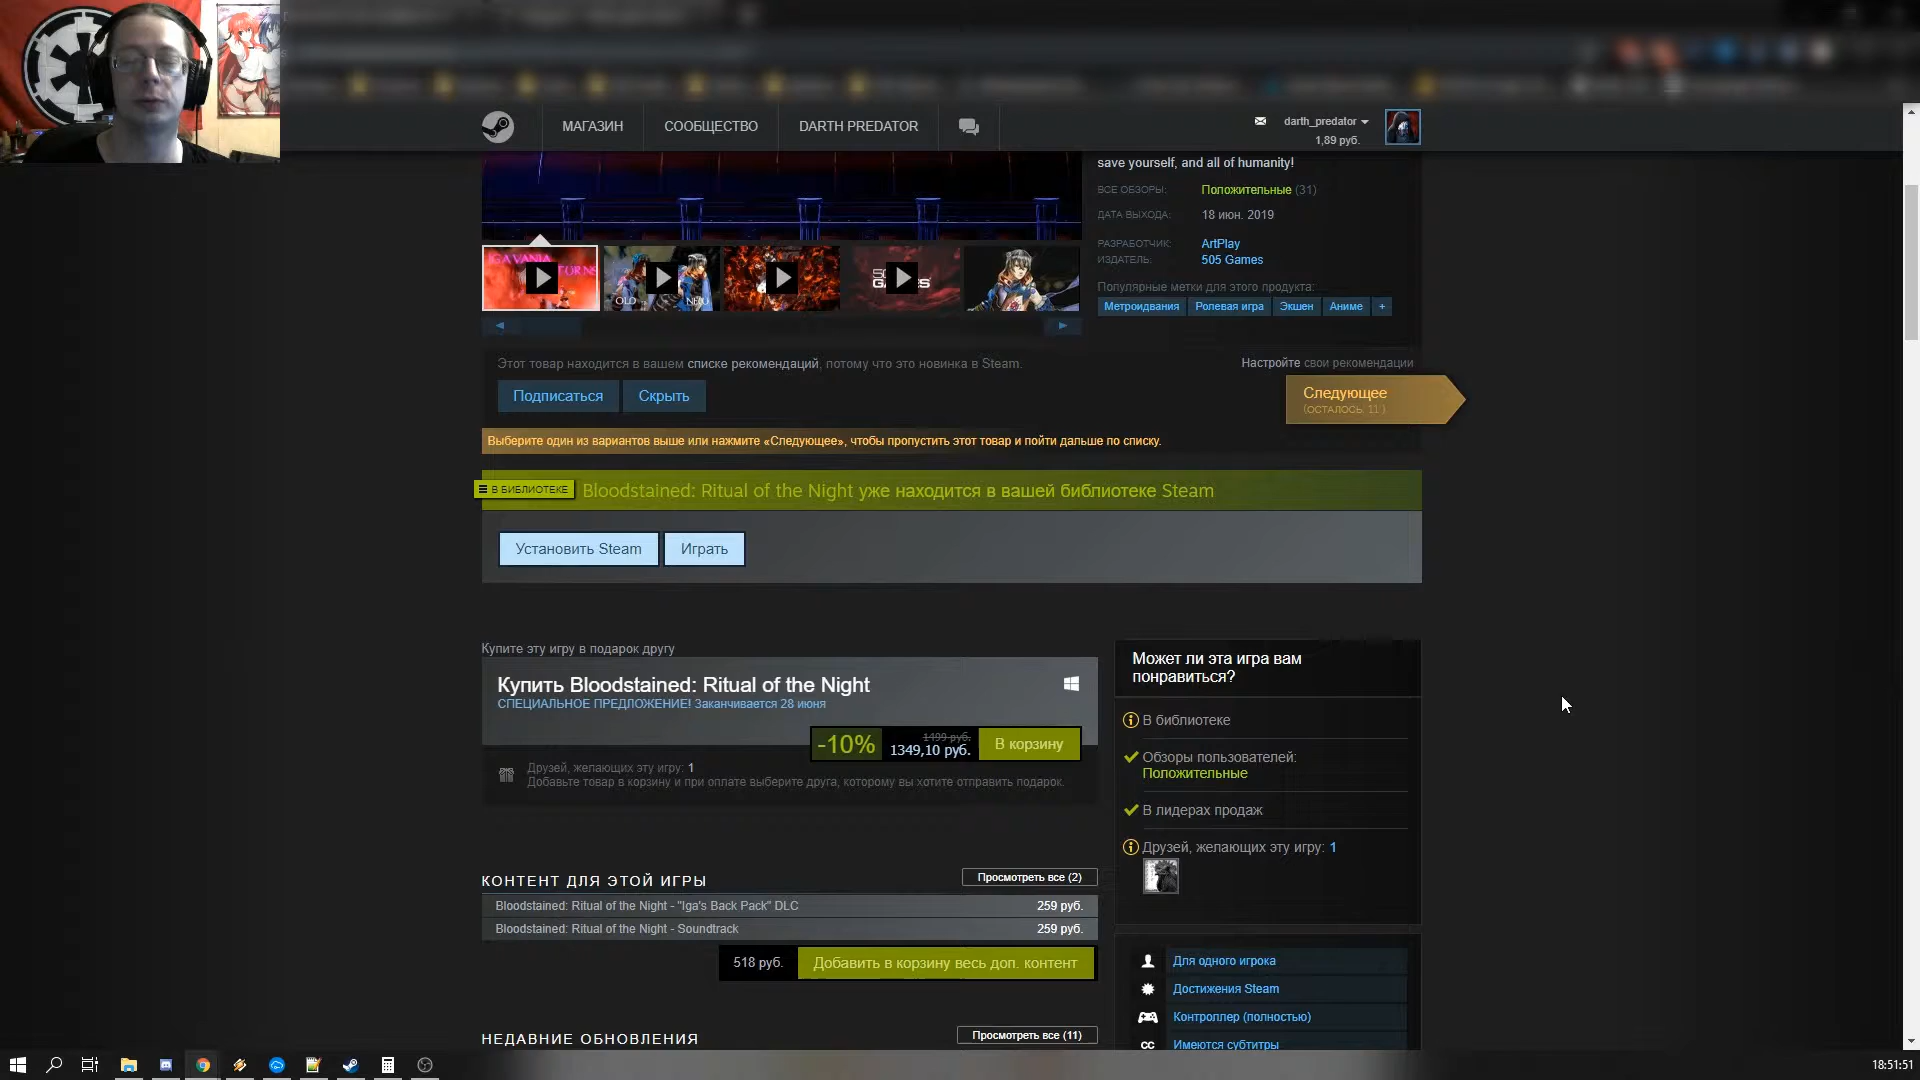 МАГАЗИН
СООБЩЕСТВО
DARTH PREDATOR
darth_predator
1,89 руб.
save yourself, and all of humanity!
ВСЕ ОБЗОРЫ: Положительные (31)
ДАТА ВЫХОДА: 18 июн. 2019
РАЗРАБОТЧИК: ArtPlay
ИЗДАТЕЛЬ: 505 Games
Популярные метки для этого продукта:
Метроидвания Ролевая игра Экшен Аниме +
OLD NEW
Этот товар находится в вашем списке рекомендаций, потому что это новинка в Steam.
Подписаться
Скрыть
Настройте свои рекомендации
Следующее
(ОСТАЛОСЬ: 11)
Выберите один из вариантов выше или нажмите «Следующее», чтобы пропустить этот товар и пойти дальше по списку.
В БИБЛИОТЕКЕ
Bloodstained: Ritual of the Night уже находится в вашей библиотеке Steam
Установить Steam
Играть
Купите эту игру в подарок другу
Купить Bloodstained: Ritual of the Night
СПЕЦИАЛЬНОЕ ПРЕДЛОЖЕНИЕ! Заканчивается 28 июня
-10%
1499 руб.
1349,10 руб.
В корзину
Друзей, желающих эту игру: 1
Добавьте товар в корзину и при оплате выберите друга, которому вы хотите отправить подарок.
Может ли эта игра вам
понравиться?
В библиотеке
Обзоры пользователей:
Положительные
В лидерах продаж
Друзей, желающих эту игру: 1
КОНТЕНТ ДЛЯ ЭТОЙ ИГРЫ
Просмотреть все (2)
Bloodstained: Ritual of the Night - "Iga's Back Pack" DLC 259 руб.
Bloodstained: Ritual of the Night - Soundtrack 259 руб.
518 руб.
Добавить в корзину весь доп. контент
НЕДАВНИЕ ОБНОВЛЕНИЯ
Просмотреть все (11)
Для одного игрока
Достижения Steam
Контроллер (полностью)
CC Имеются субтитры
18:51:51